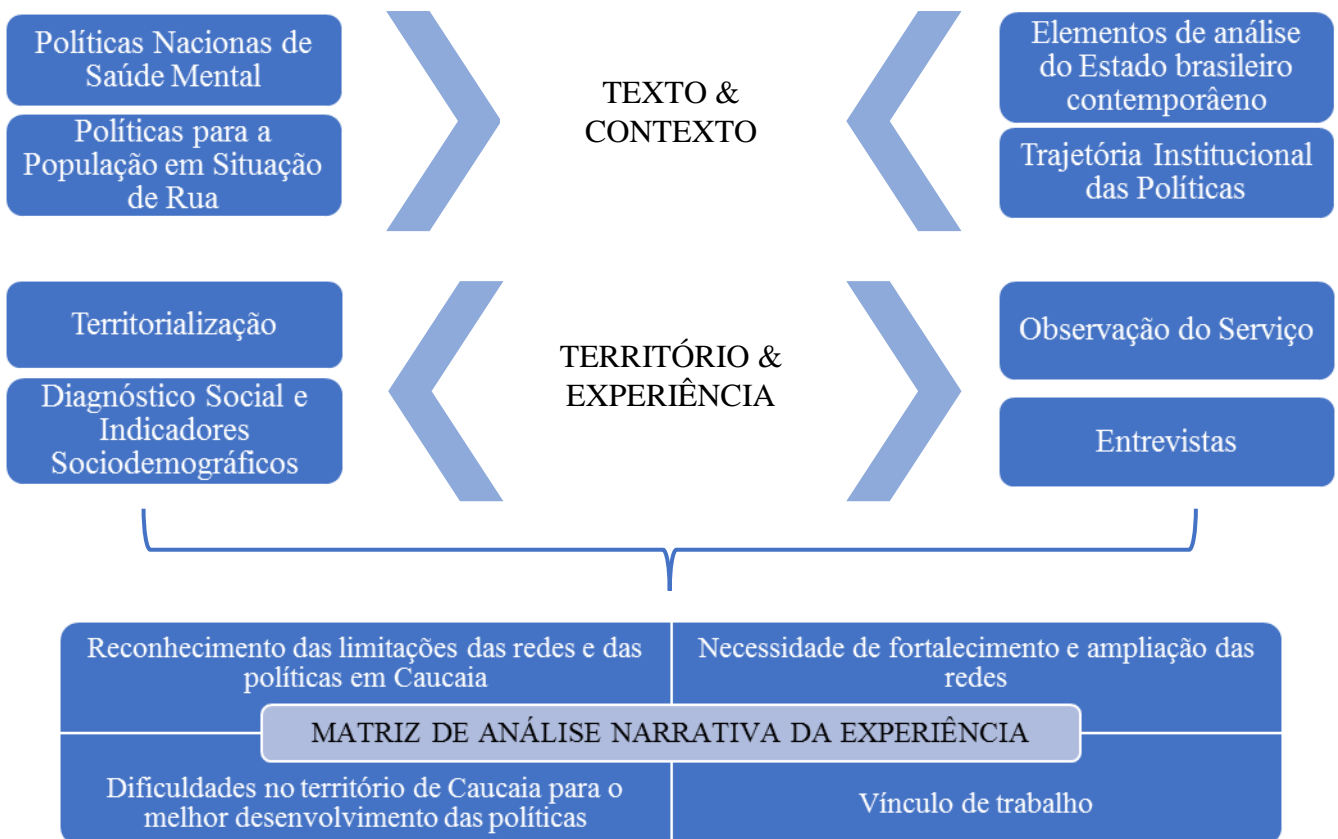 Políticas Nacionas de
Saúde Mental
Políticas para a
População em Situação
de Rua
TEXTO &
CONTEXTO
Elementos de análise
do Estado brasileiro
contemporâeno
Trajetória Institucional
das Políticas
Territorialização
Diagnóstico Social e
Indicadores
Sociodemográficos
TERRITÓRIO &
EXPERIÊNCIA
Observação do Serviço
Entrevistas
Reconhecimento das limitações das redes e das
políticas em Caucaia
Necessidade de fortalecimento e ampliação das
redes
MATRIZ DE ANÁLISE NARRATIVA DA EXPERIÊNCIA
Dificuldades no território de Caucaia para o
melhor desenvolvimento das políticas
Vínculo de trabalho